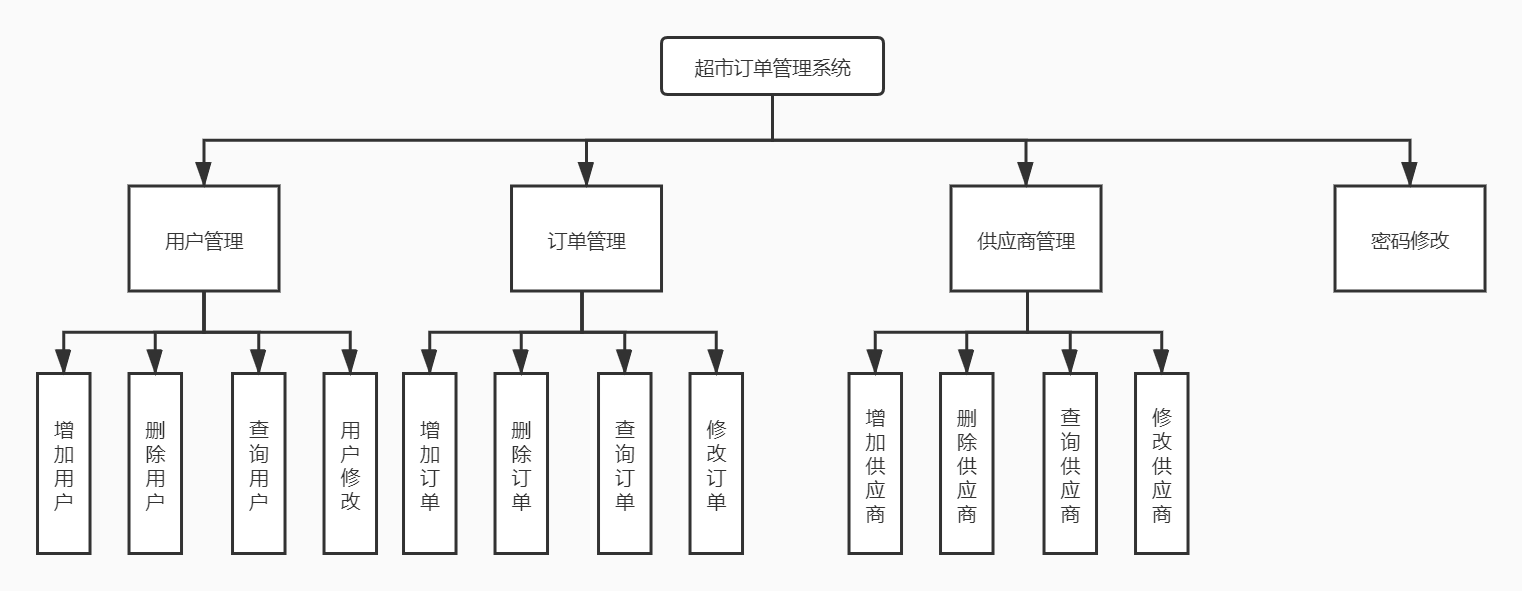 超市订单管理系统
用户管理
订单管理
供应商管理
密码修改
增加用户
删除用户
查询用户
用户修改
增加订单
删除订单
查询订单
修改订单
增加供应商
删除供应商
查询供应商
修改供应商